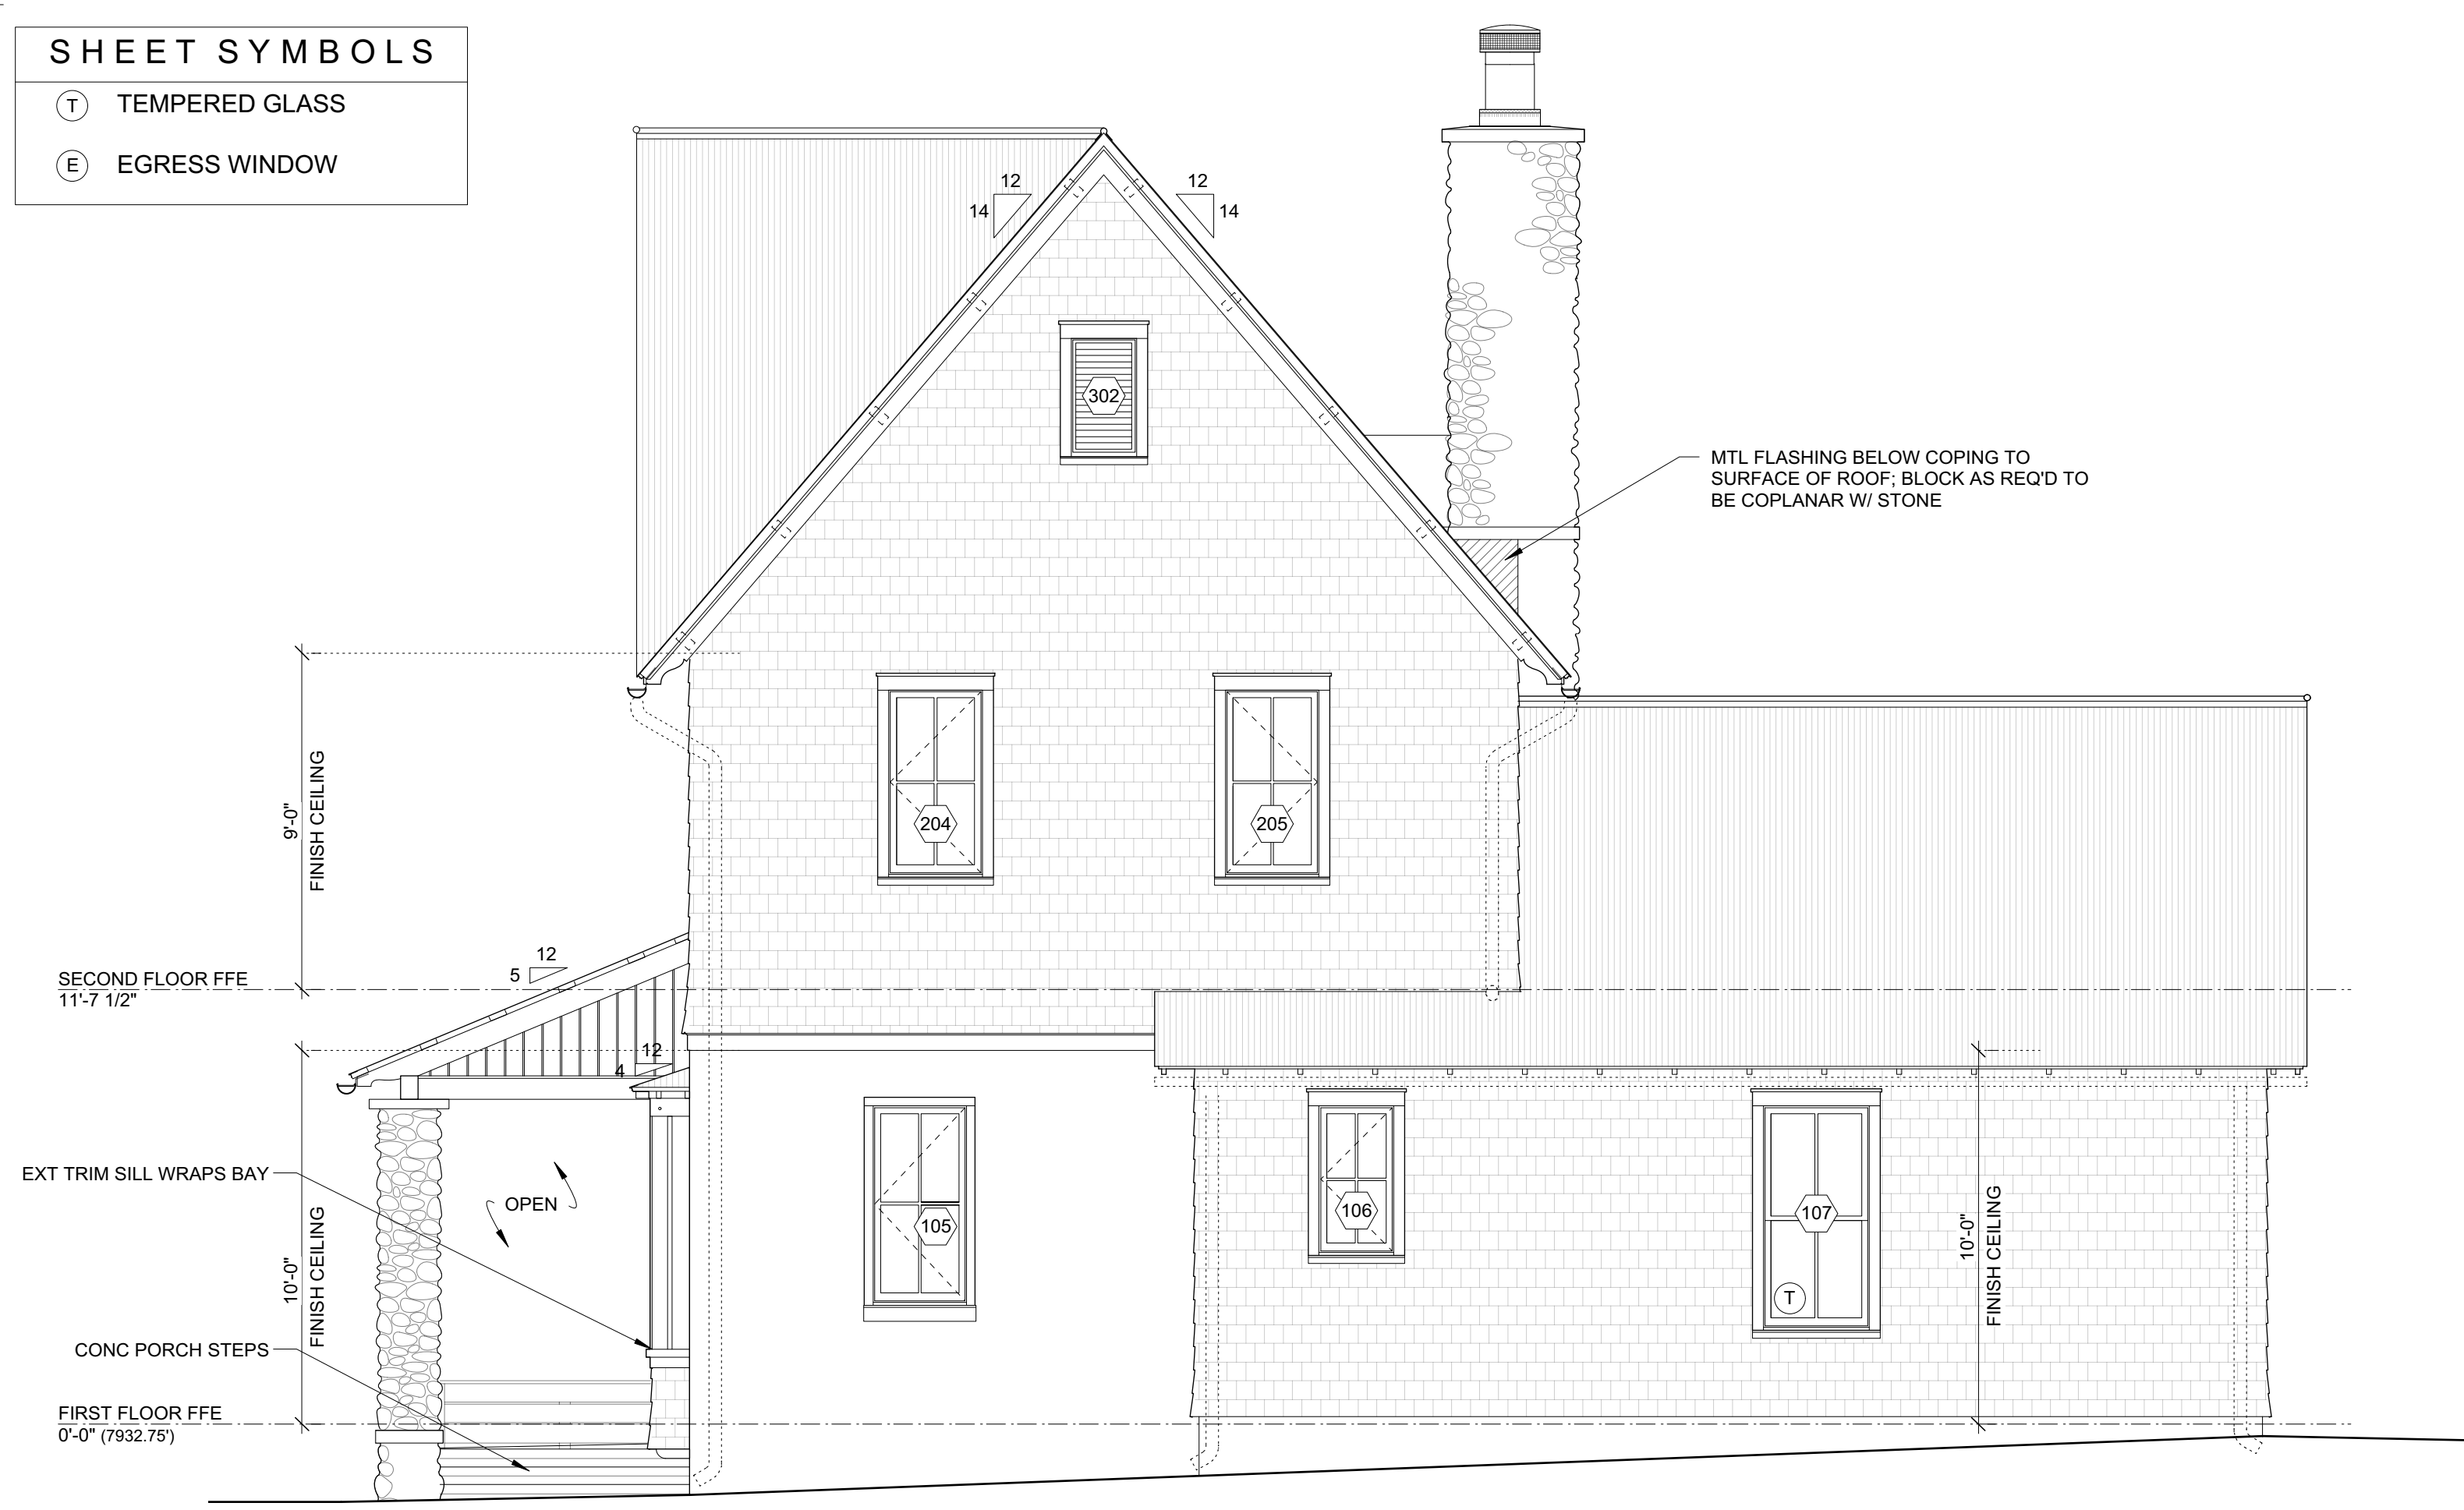 SHEET SYMBOLS
T TEMPERED GLASS
E EGRESS WINDOW
12
14
12
14
302
MTL FLASHING BELOW COPING TO
SURFACE OF ROOF; BLOCK AS REQ'D TO
BE COPLANAR W/ STONE
9'-0"
FINISH CEILING
204
205
12
5
SECOND FLOOR FFE
11'-7 1/2"
12
4
EXT TRIM SILL WRAPS BAY
OPEN
105
106
107
T
10'-0"
FINISH CEILING
10'-0"
FINISH CEILING
CONC PORCH STEPS
FIRST FLOOR FFE
0'-0" (7932.75')